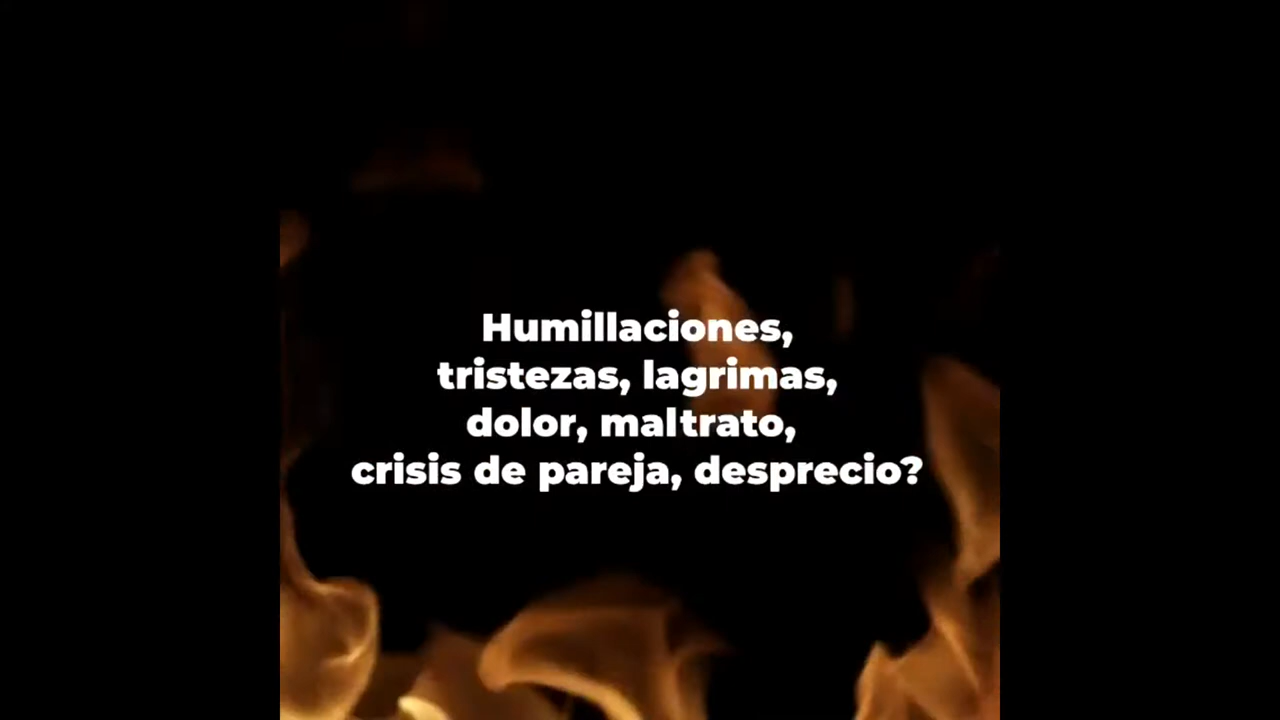 Humillaciones,
tristezas, lagrimas,
dolor, maltrato,
crisis de pareja, desprecio?